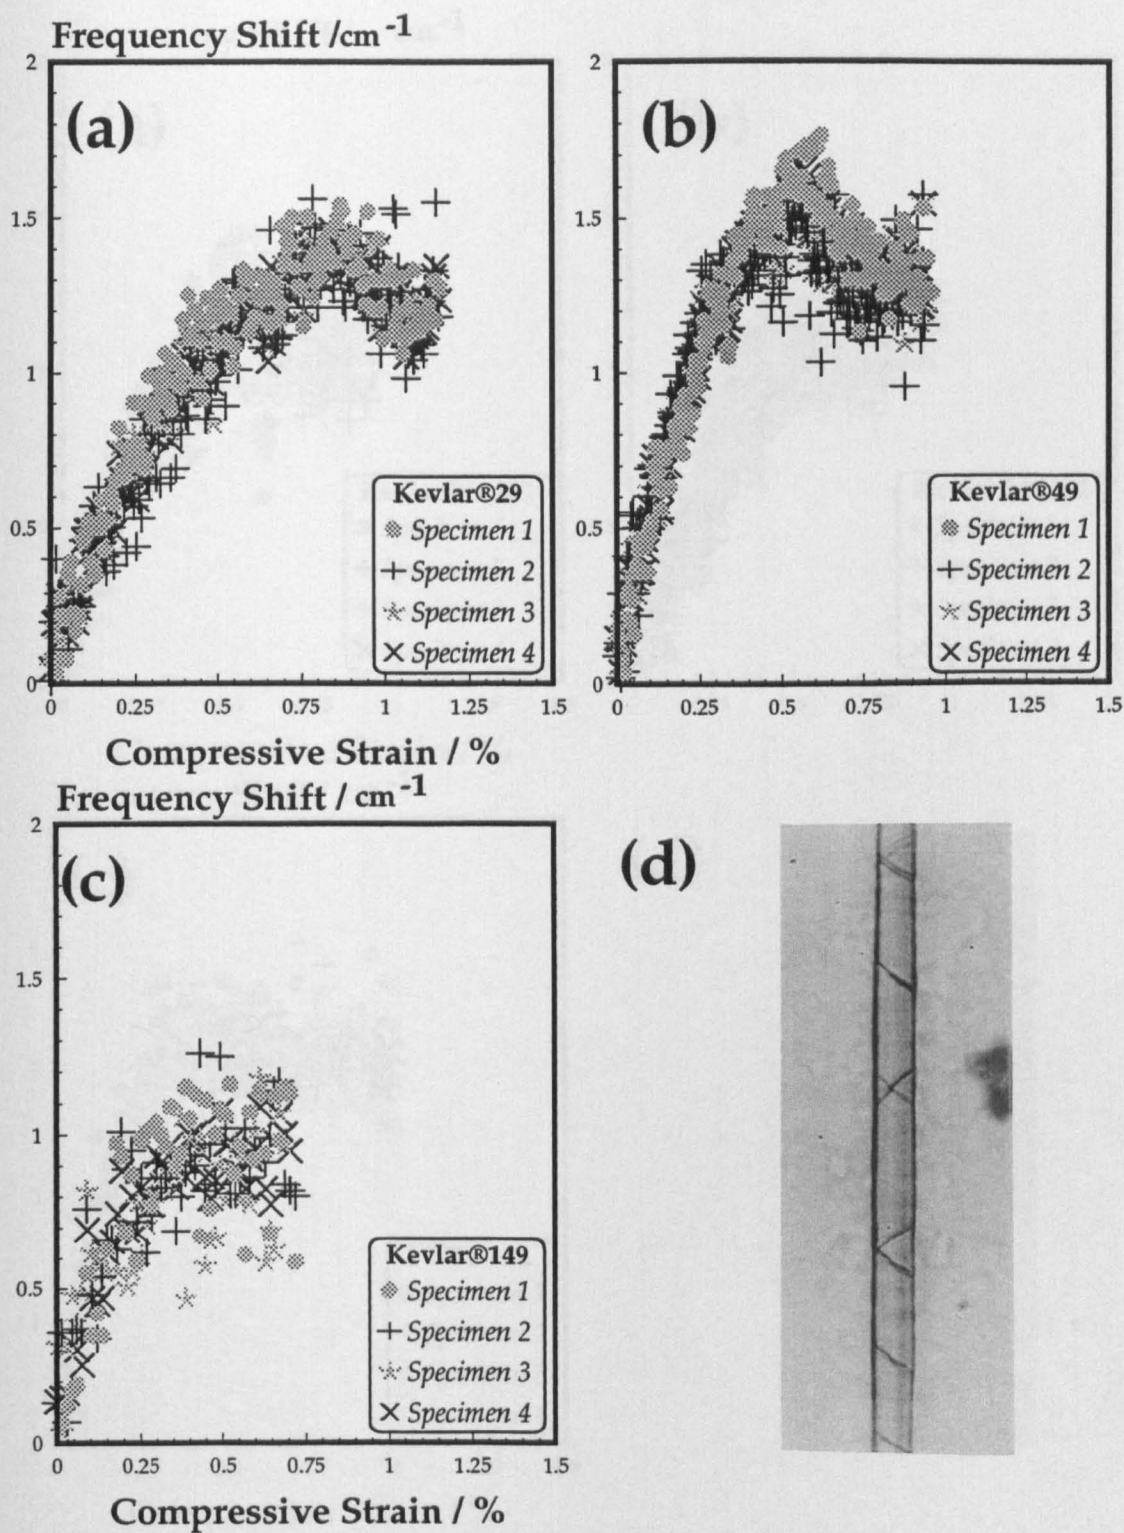 Frequency Shift /cm-1
(a)
2
1.5
1
0.5
0
0 0.25 0.5 0.75 1 1.25 1.5
Kevlar®29
Specimen 1
Specimen 2
Specimen 3
Specimen 4
Compressive Strain / %
(b)
2
1.5
1
0.5
0
0 0.25 0.5 0.75 1 1.25 1.5
Kevlar®49
Specimen 1
Specimen 2
Specimen 3
Specimen 4
Frequency Shift / cm-1
(c)
2
1.5
1
0.5
0
0 0.25 0.5 0.75 1 1.25 1.5
Kevlar®149
Specimen 1
Specimen 2
Specimen 3
Specimen 4
Compressive Strain / %
(d)